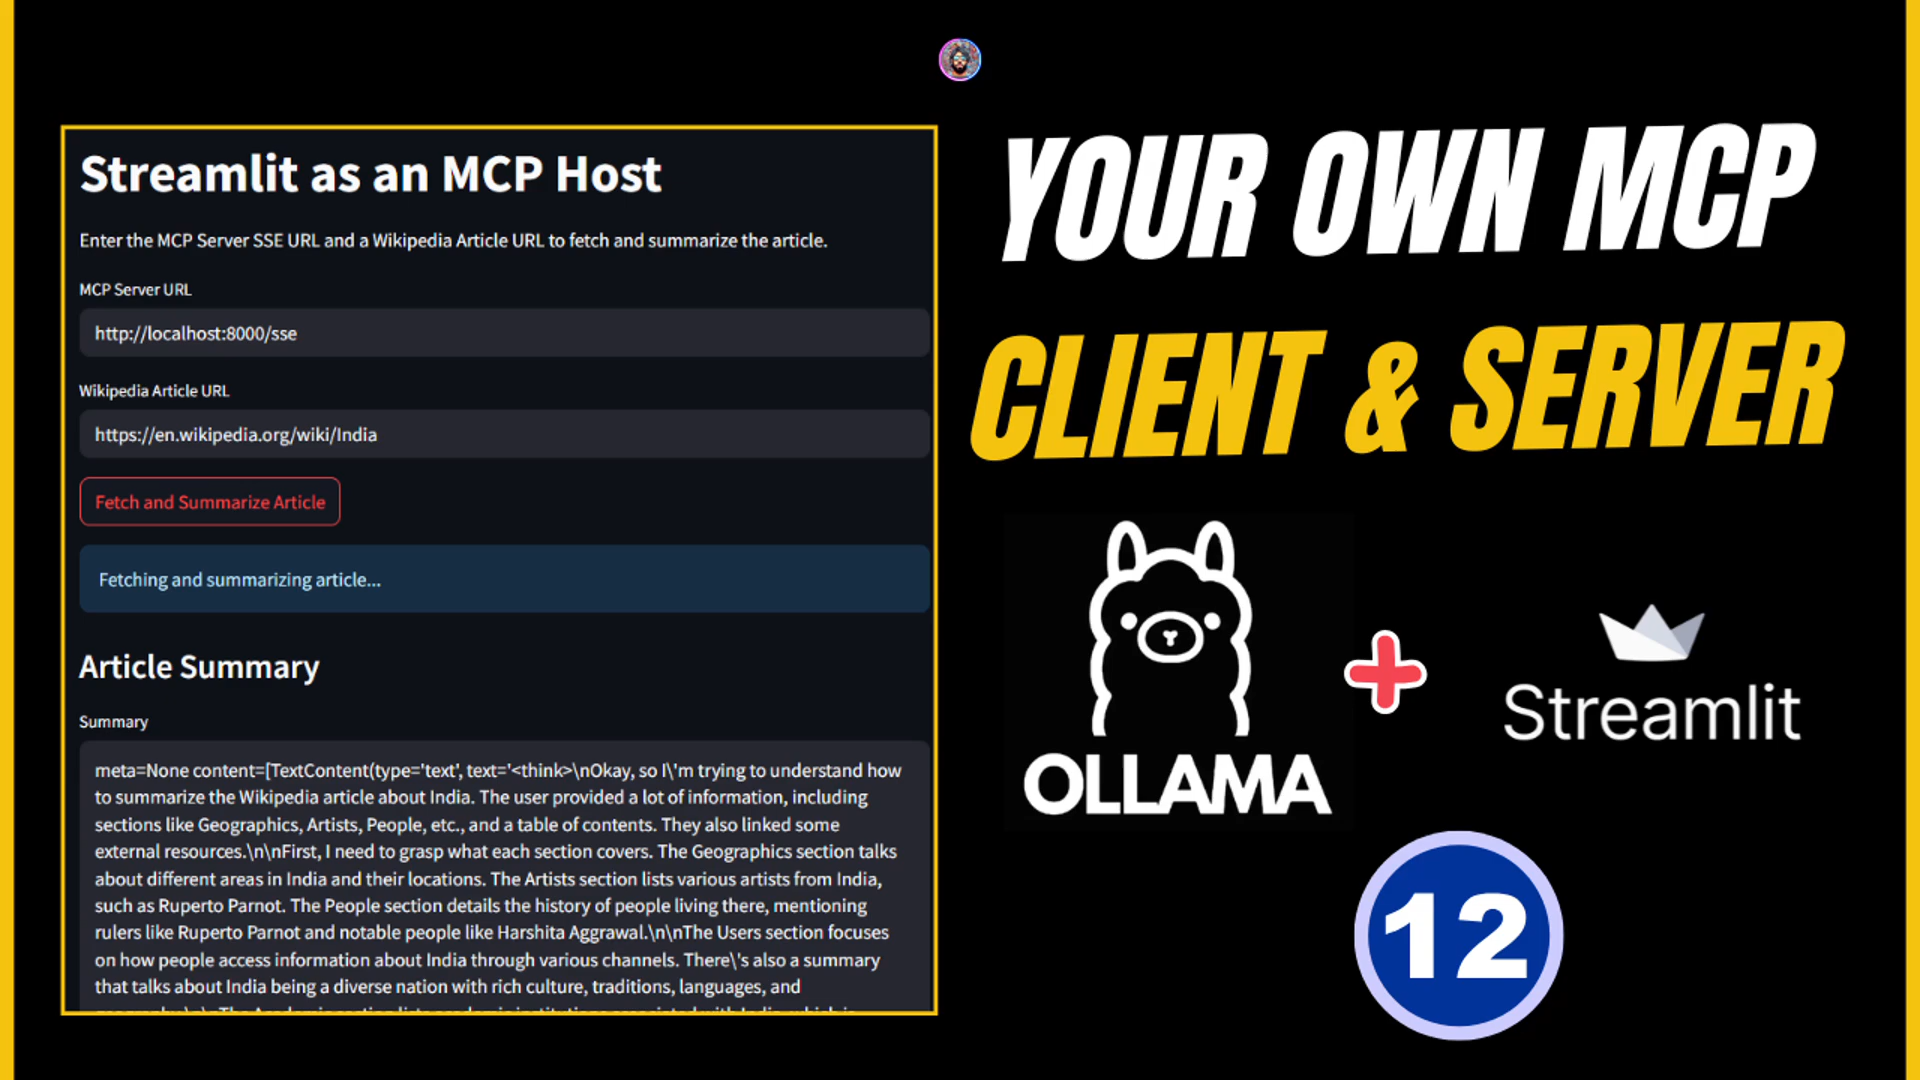 Streamlit as an MCP Host
Enter the MCP Server SSE URL and a Wikipedia Article URL to fetch and summarize the article.
MCP Server URL
http://localhost:8000/sse
Wikipedia Article URL
https://en.wikipedia.org/wiki/India
Fetch and Summarize Article
Fetching and summarizing article...
Article Summary
Summary
meta=None content=[TextContent(type='text', text='<think>\nOkay, so I\'m trying to understand how
to summarize the Wikipedia article about India. The user provided a lot of information, including
sections like Geographics, Artists, People, etc., and a table of contents. They also linked some
external resources.\n\nFirst, I need to grasp what each section covers. The Geographics section talks
about different areas in India and their locations. The Artists section lists various artists from India,
such as Ruperto Parnot. The People section details the history of people living there, mentioning
rulers like Ruperto Parnot and notable people like Harshita Aggrawal.\n\nThe Users section focuses
on how people access information about India through various channels. There\'s also a summary
that talks about India being a diverse nation with rich culture, traditions, languages, and
YOUR OWN MCP
CLIENT & SERVER
OLLAMA
Streamlit
12